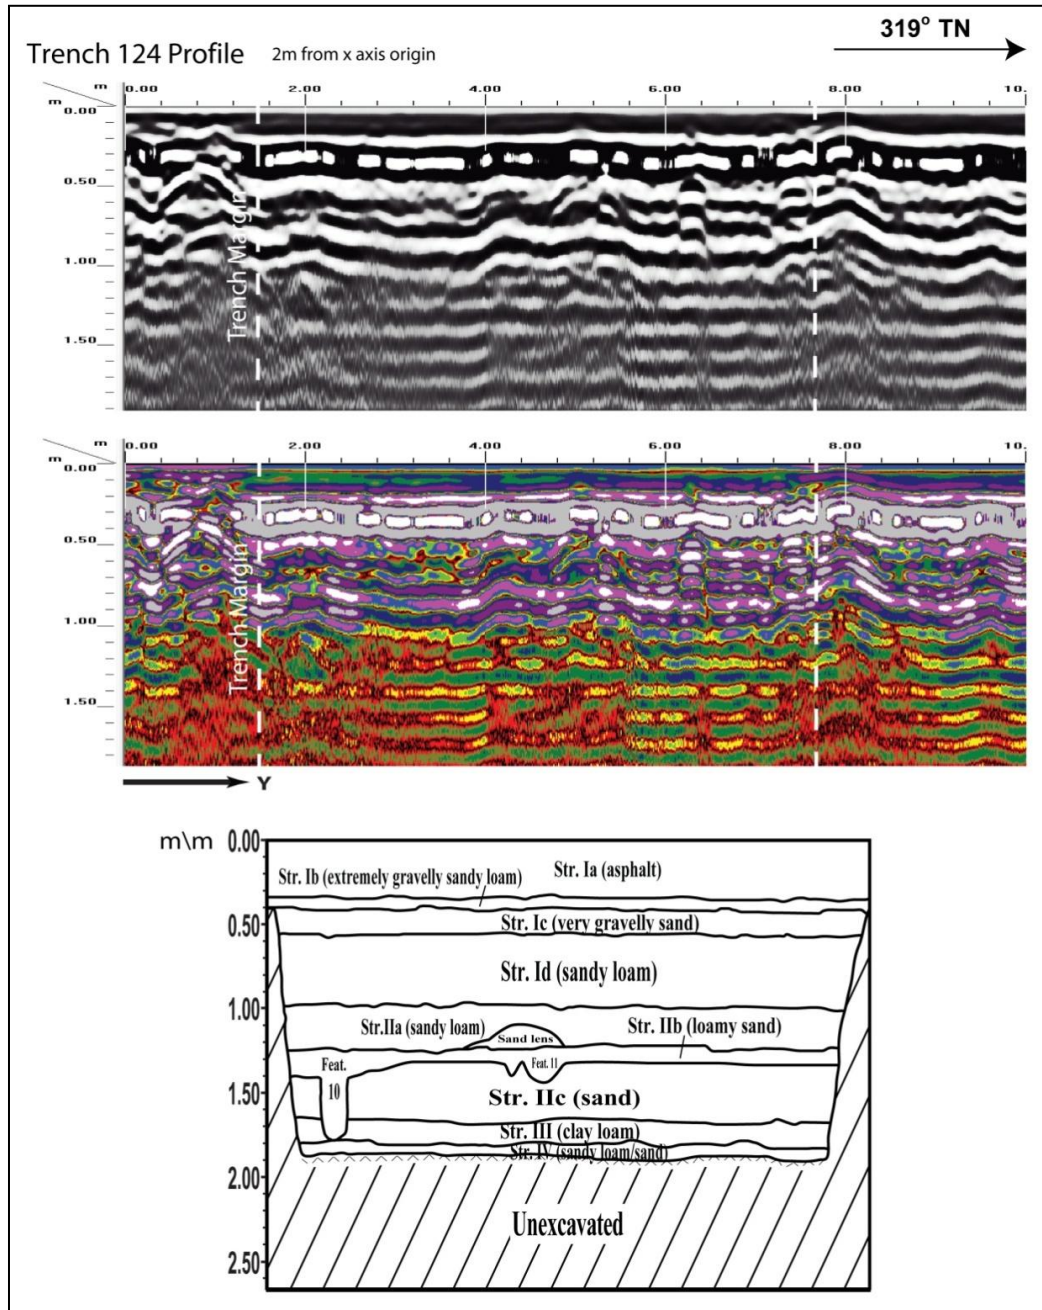 319° TN
Trench 124 Profile 2m from x axis origin
m 0.00 2.00 4.00 6.00 8.00 10.
m
0.00
0.50
1.00
1.50
Trench Margin
m 0.00 2.00 4.00 6.00 8.00 10.
m
0.00
0.50
1.00
1.50
Trench Margin
Y
m\m 0.00
Str. Ia (asphalt)
Str. Ib (extremely gravelly sandy loam)
0.50
Str. Ic (very gravelly sand)
Str. Id (sandy loam)
1.00
Str.IIa (sandy loam) Str. IIb (loamy sand)
Sand lens
Feat. 10
Feat. 11
1.50
Str. IIc (sand)
Str. III (clay loam)
Str. IV (sandy loam/sand)
2.00
Unexcavated
2.50